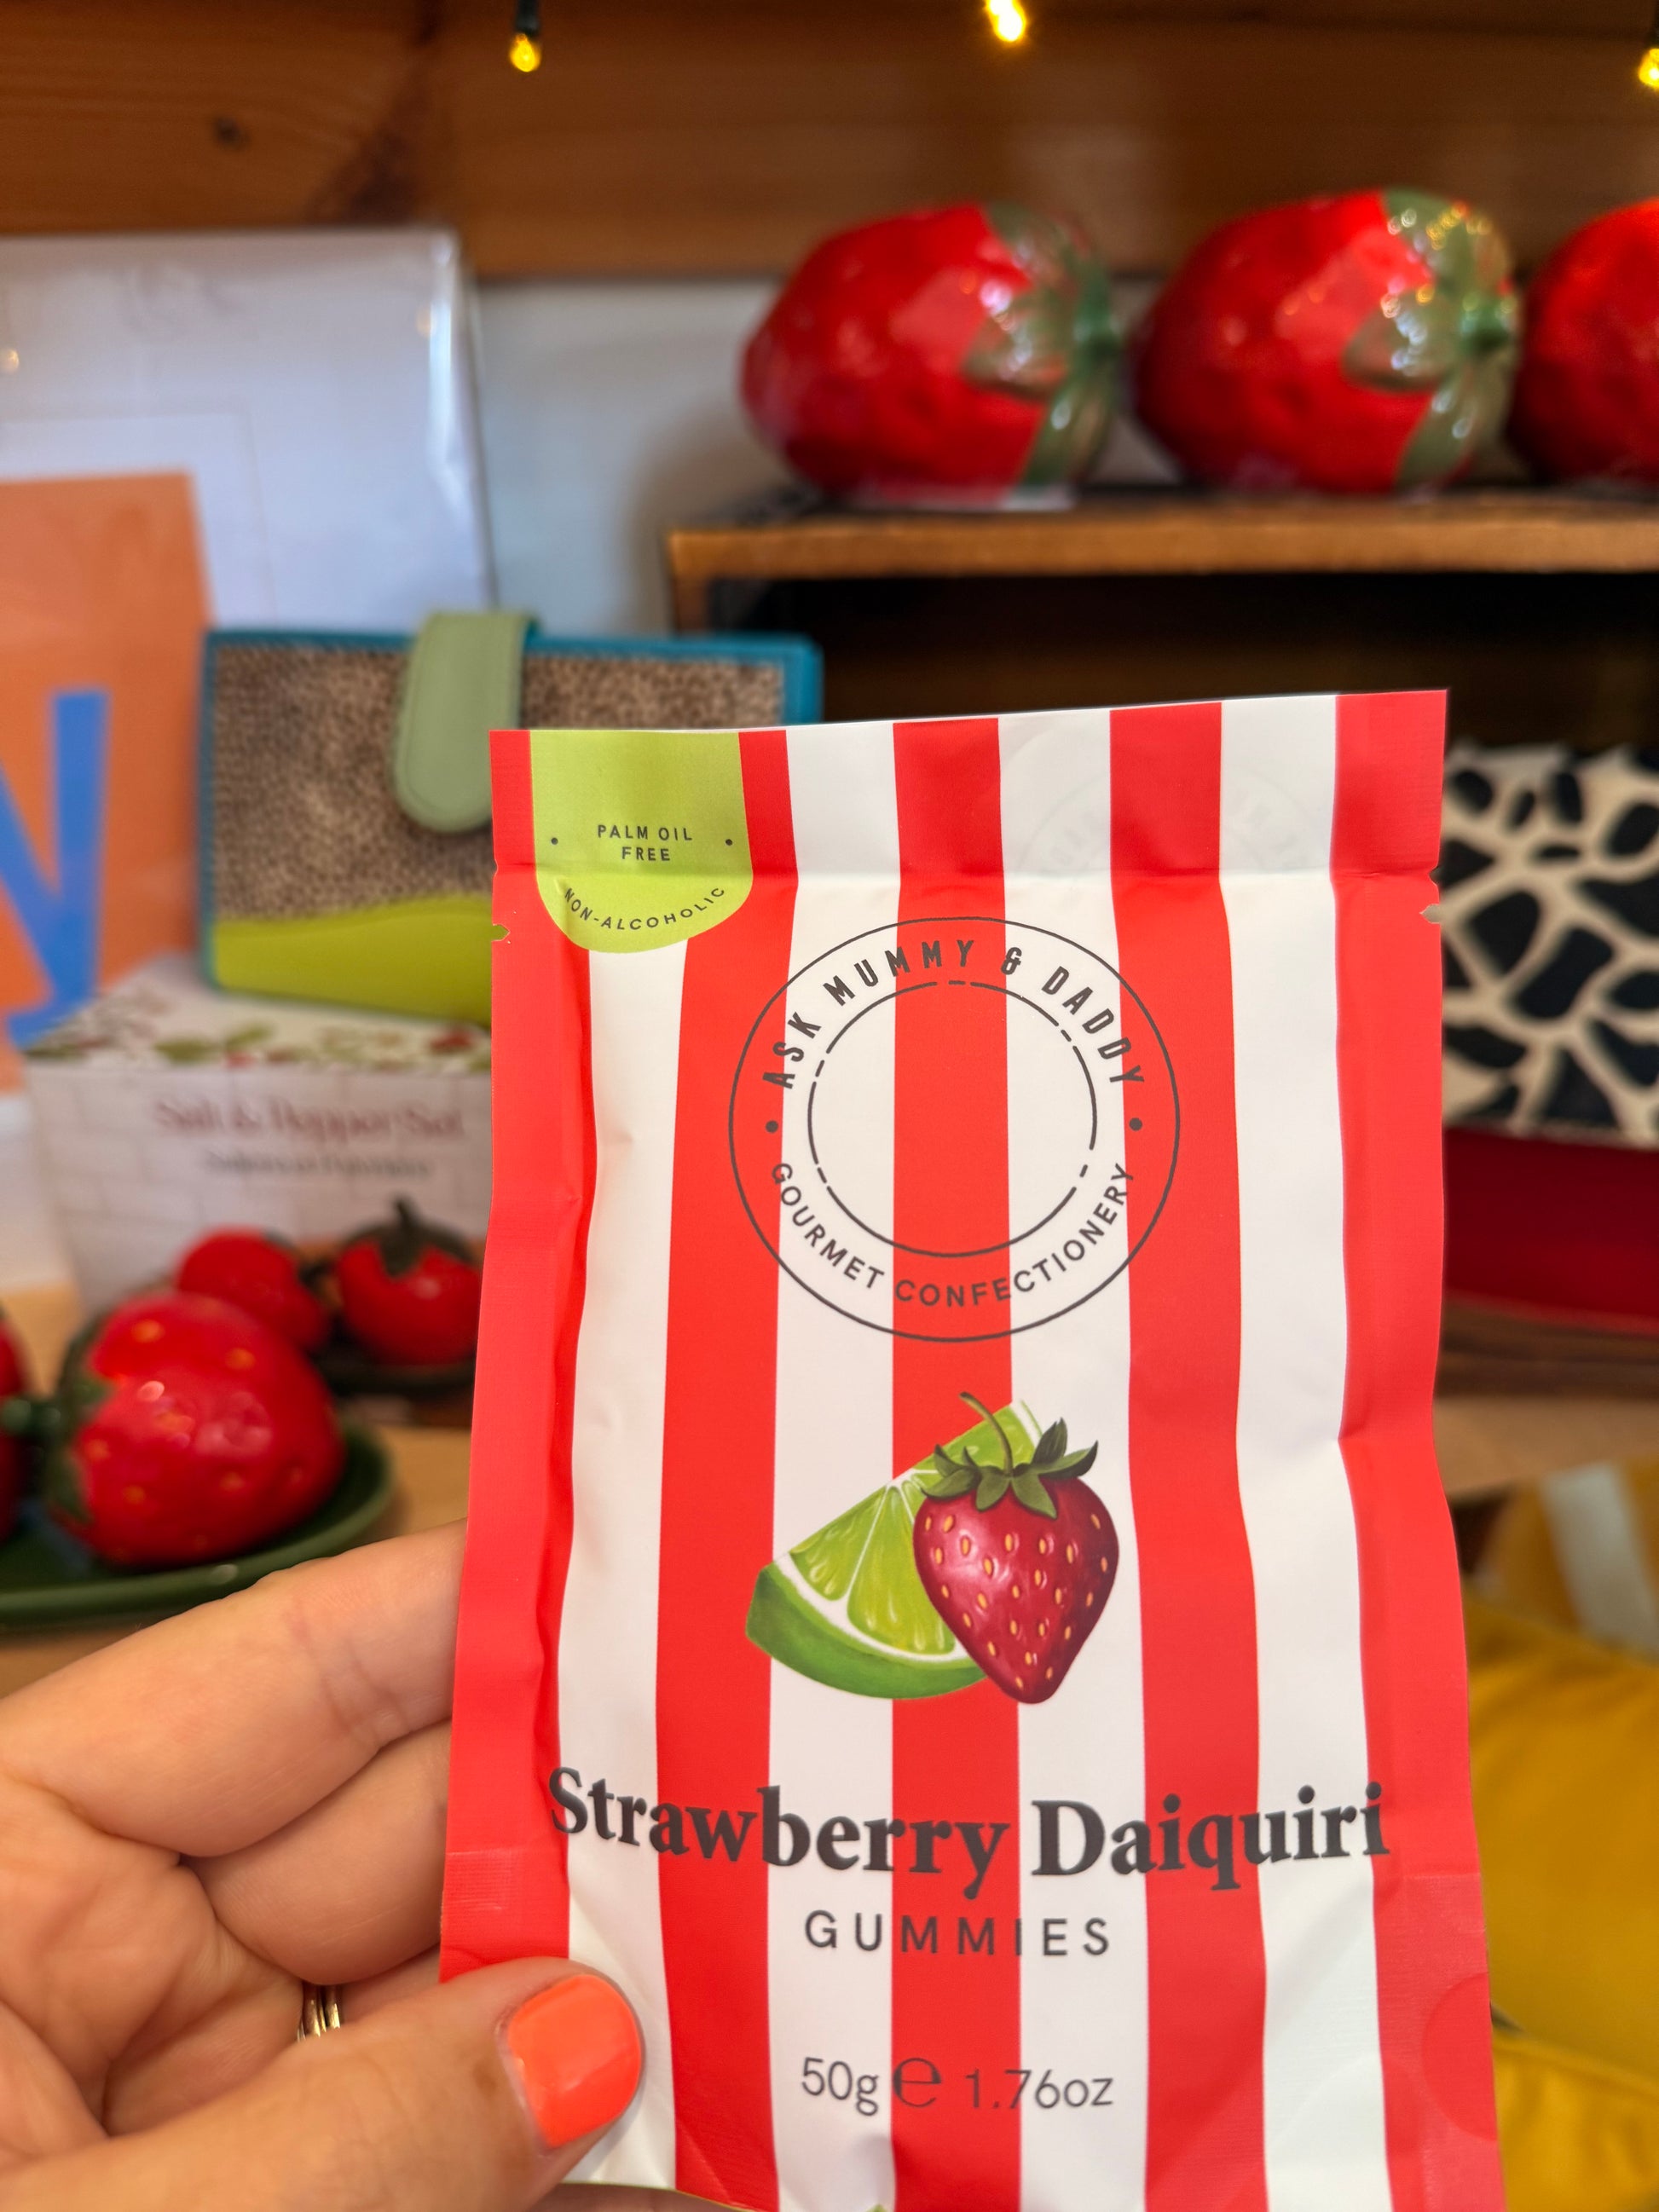 PALM OIL
FREE
NON-ALCOHOLIC
ASK MUMMY & DADDY
GOURMET CONFECTIONERY
Salt & Pepper Set
Strawberry Daiquiri
GUMMIES
50g ℮ 1.76oz